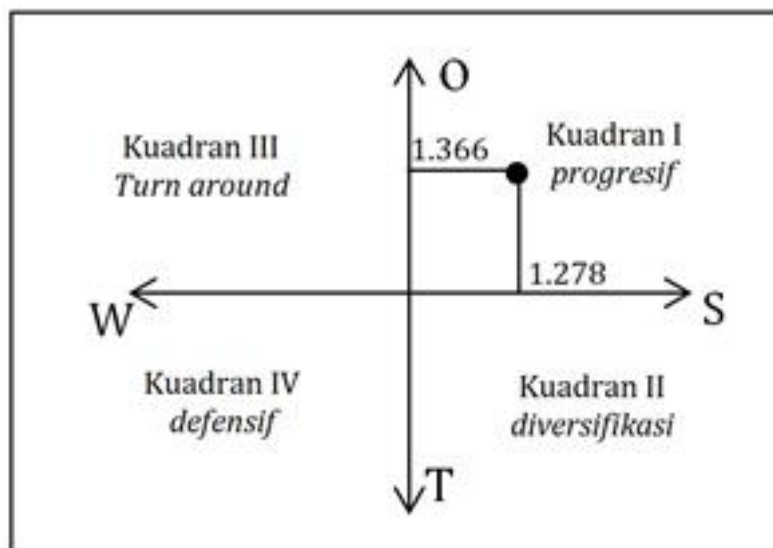 O
Kuadran III
Turn around
1.366
Kuadran I
progresif
1.278
W
S
Kuadran IV
defensif
Kuadran II
diversifikasi
T